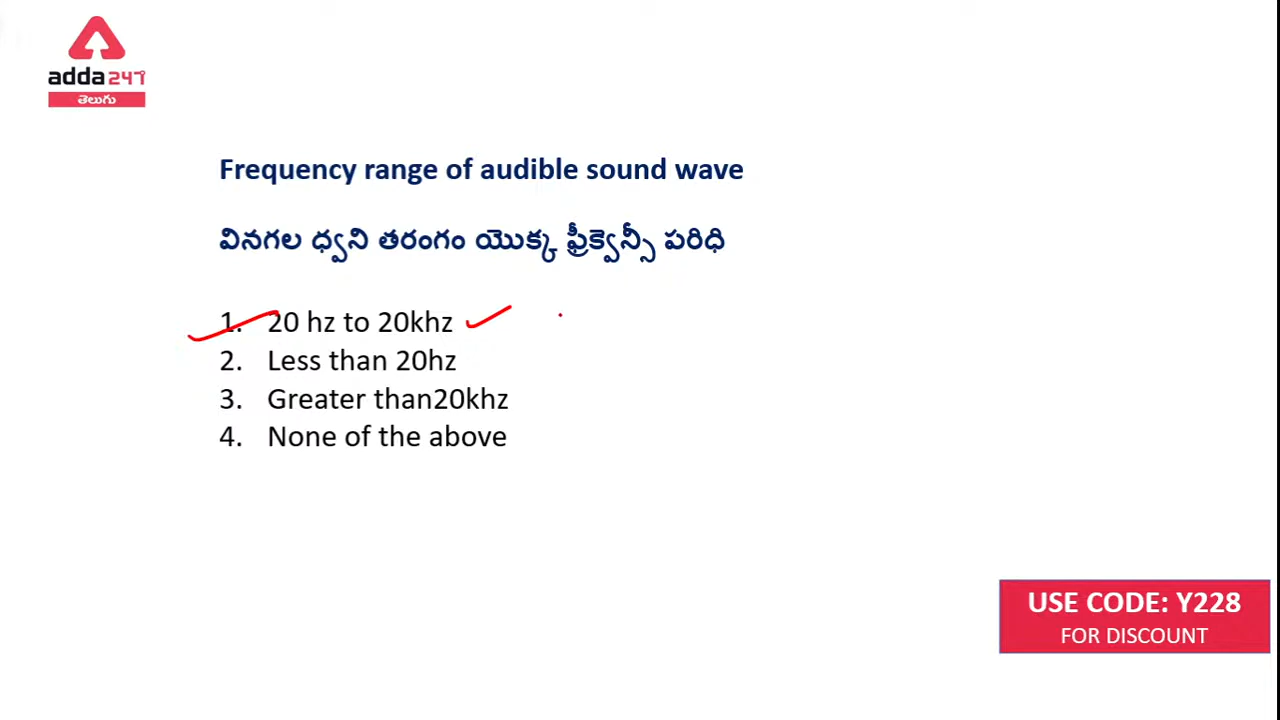 adda247
తెలుగు
Frequency range of audible sound wave
వినగల ధ్వని తరంగం యొక్క ఫ్రీక్వెన్సీ పరిధి
1. 20 hz to 20khz
2. Less than 20hz
3. Greater than20khz
4. None of the above
USE CODE: Y228
FOR DISCOUNT